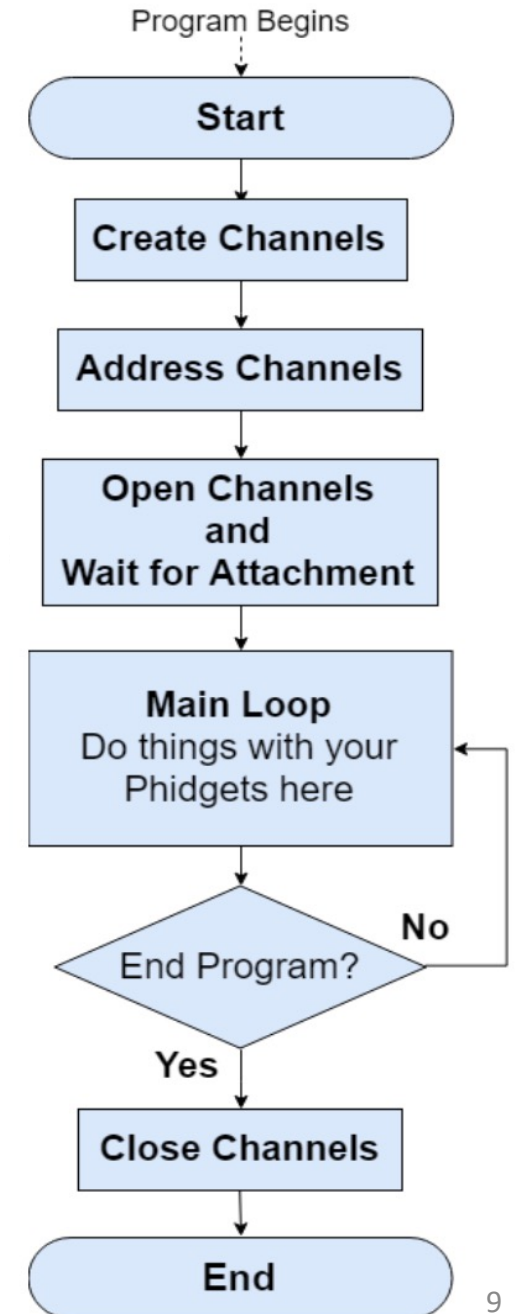 Program Begins
Start
Create Channels
Address Channels
Open Channels
and
Wait for Attachment
Main Loop
Do things with your
Phidgets here
No
End Program?
Yes
Close Channels
End
9